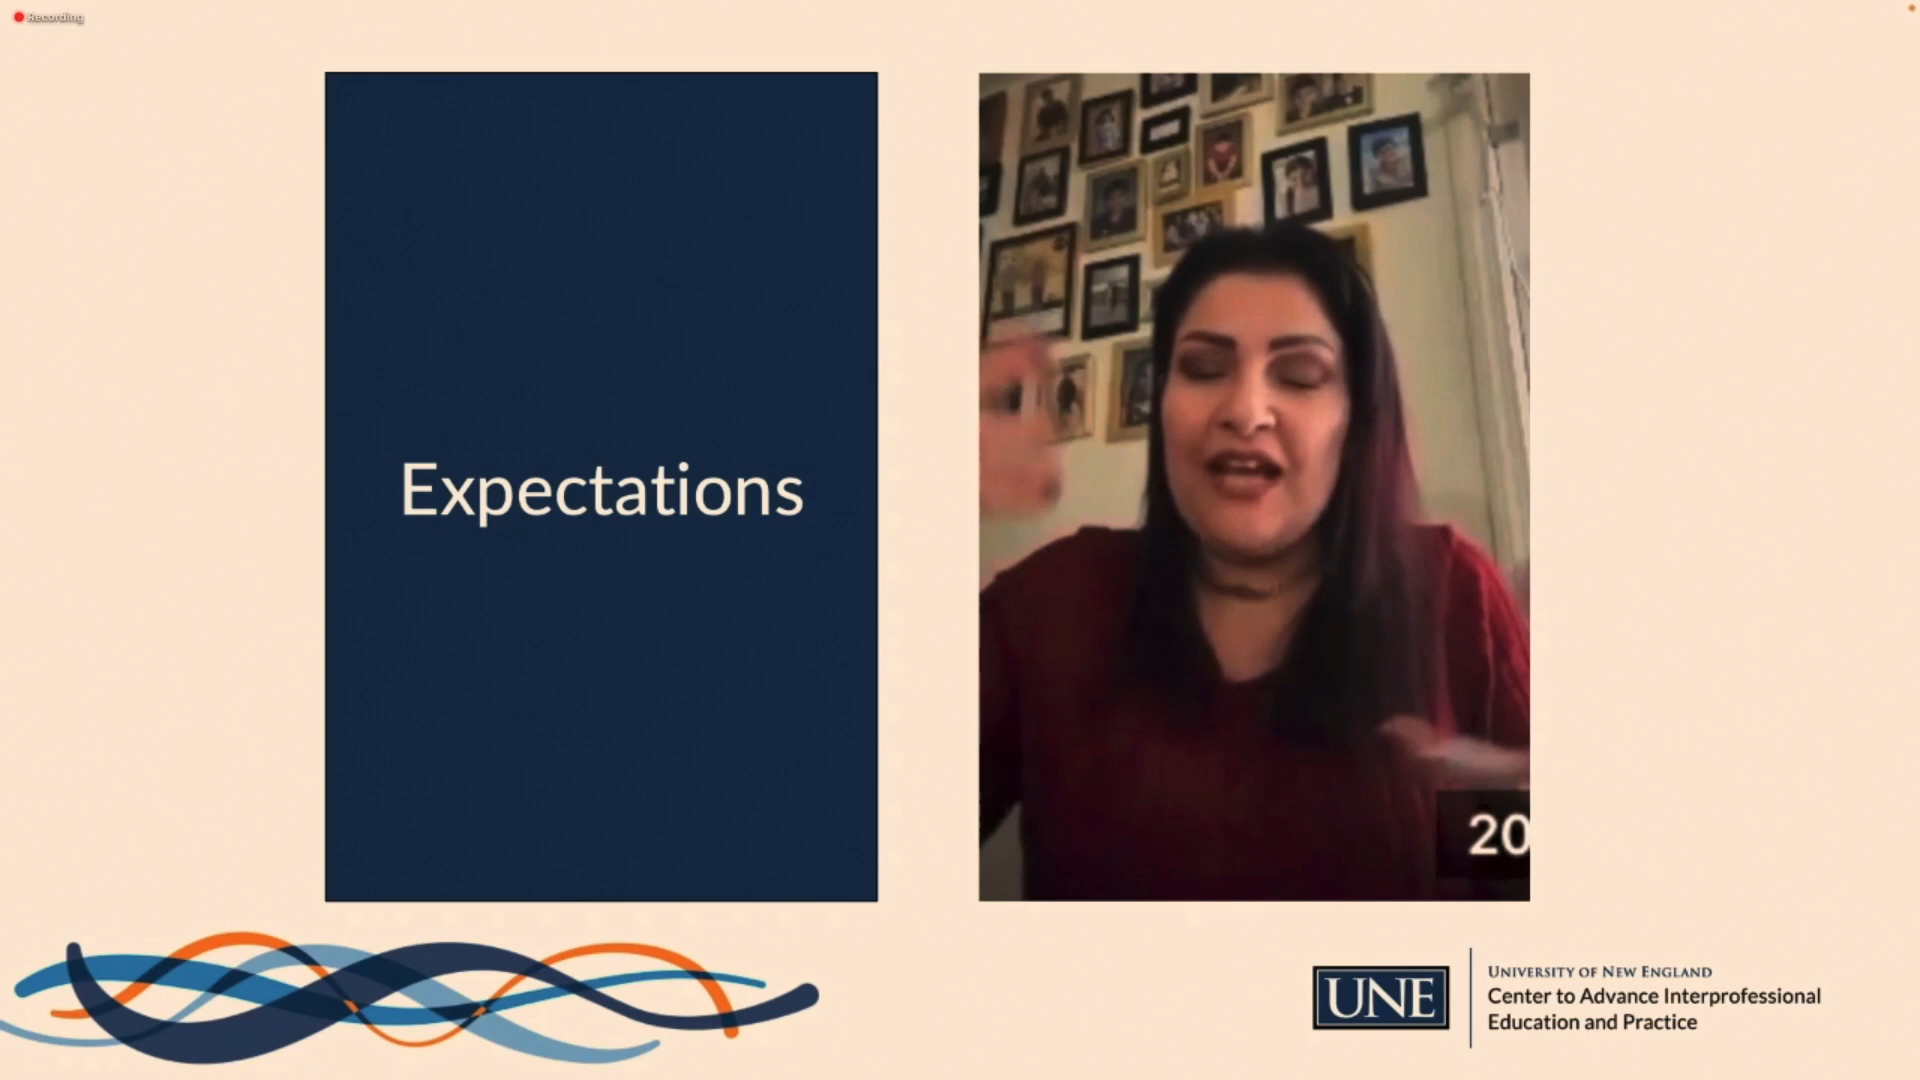 Recording
Expectations
20
UNE
UNIVERSITY OF NEW ENGLAND
Center to Advance Interprofessional
Education and Practice